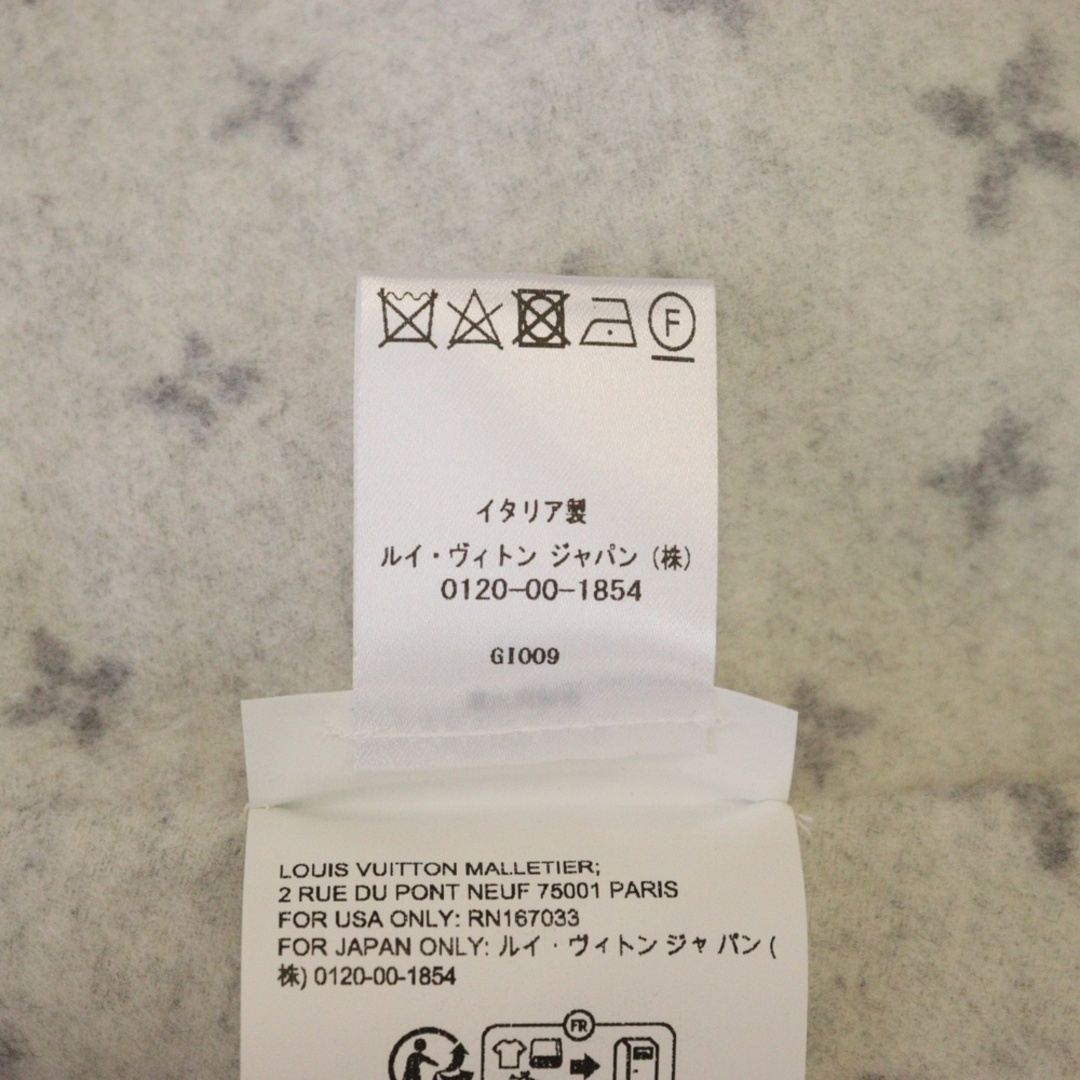 F
イタリア製
ルイ・ヴィトン ジャパン (株)
0120-00-1854
GI009
LOUIS VUITTON MALLETIER;
2 RUE DU PONT NEUF 75001 PARIS
FOR USA ONLY: RN167033
FOR JAPAN ONLY: ルイ・ヴィトン ジャ パン (
株) 0120-00-1854
FR